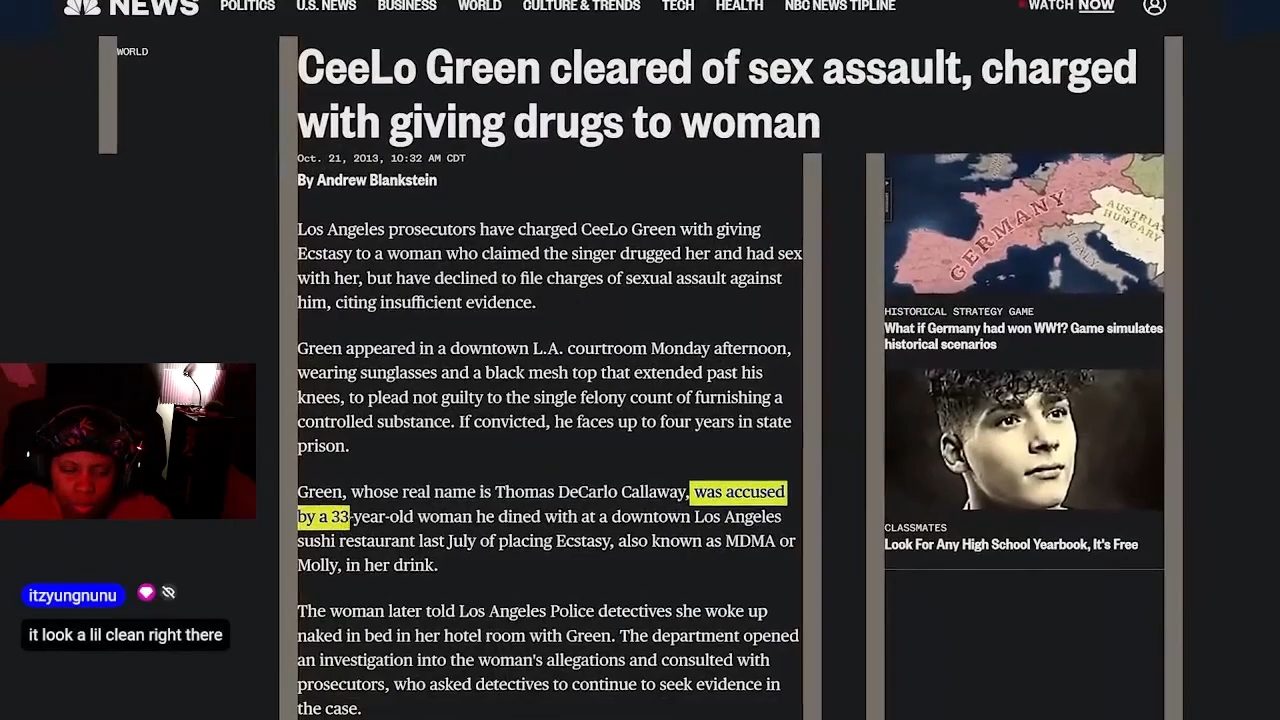 NEWS
POLITICS U.S. NEWS BUSINESS WORLD CULTURE & TRENDS TECH HEALTH NBC NEWS TIPLINE
WATCH NOW
WORLD
CeeLo Green cleared of sex assault, charged
with giving drugs to woman
Oct. 21, 2013, 10:32 AM CDT
By Andrew Blankstein
Los Angeles prosecutors have charged CeeLo Green with giving
Ecstasy to a woman who claimed the singer drugged her and had sex
with her, but have declined to file charges of sexual assault against
him, citing insufficient evidence.
Green appeared in a downtown L.A. courtroom Monday afternoon,
wearing sunglasses and a black mesh top that extended past his
knees, to plead not guilty to the single felony count of furnishing a
controlled substance. If convicted, he faces up to four years in state
prison.
Green, whose real name is Thomas DeCarlo Callaway, was accused
by a 33-year-old woman he dined with at a downtown Los Angeles
sushi restaurant last July of placing Ecstasy, also known as MDMA or
Molly, in her drink.
The woman later told Los Angeles Police detectives she woke up
naked in bed in her hotel room with Green. The department opened
an investigation into the woman's allegations and consulted with
prosecutors, who asked detectives to continue to seek evidence in
the case.
GERMANY
AUSTRIA
HUNGARY
ITALY
HISTORICAL STRATEGY GAME
What if Germany had won WW1? Game simulates
historical scenarios
CLASSMATES
Look For Any High School Yearbook, It's Free
itzyungnunu
it look a lil clean right there